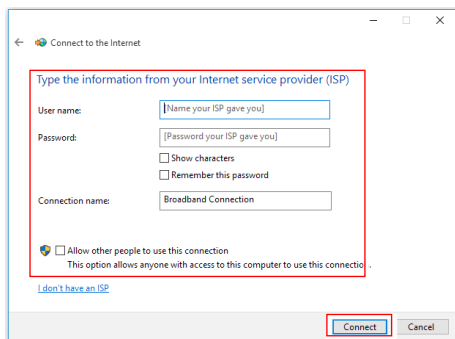 Connect to the Internet
Type the information from your Internet service provider (ISP)
User name:
[Name your ISP gave you]
Password:
[Password your ISP gave you]
Show characters
Remember this password
Connection name:
Broadband Connection
Allow other people to use this connection
This option allows anyone with access to this computer to use this connection.
I don't have an ISP
Connect
Cancel